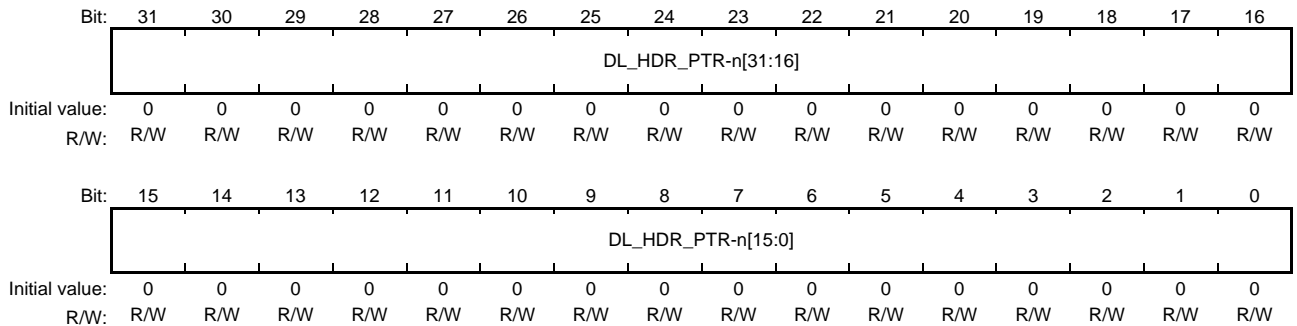 Bit: 31 30 29 28 27 26 25 24 23 22 21 20 19 18 17 16
DL_HDR_PTR-n[31:16]
Initial value: 0 0 0 0 0 0 0 0 0 0 0 0 0 0 0 0
R/W: R/W R/W R/W R/W R/W R/W R/W R/W R/W R/W R/W R/W R/W R/W R/W R/W
Bit: 15 14 13 12 11 10 9 8 7 6 5 4 3 2 1 0
DL_HDR_PTR-n[15:0]
Initial value: 0 0 0 0 0 0 0 0 0 0 0 0 0 0 0 0
R/W: R/W R/W R/W R/W R/W R/W R/W R/W R/W R/W R/W R/W R/W R/W R/W R/W